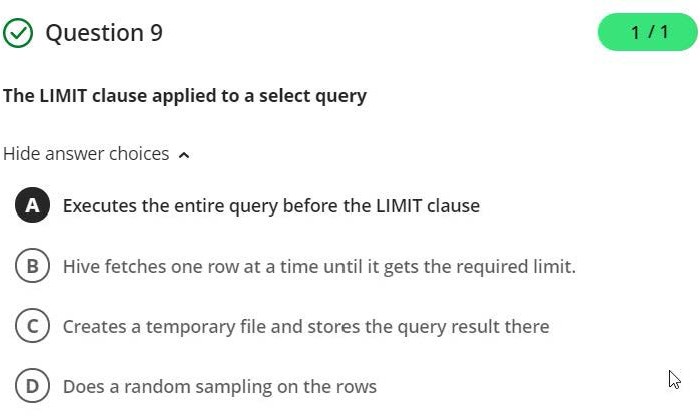 Question 9
1 / 1
The LIMIT clause applied to a select query
Hide answer choices
A Executes the entire query before the LIMIT clause
B Hive fetches one row at a time until it gets the required limit.
C Creates a temporary file and stores the query result there
D Does a random sampling on the rows